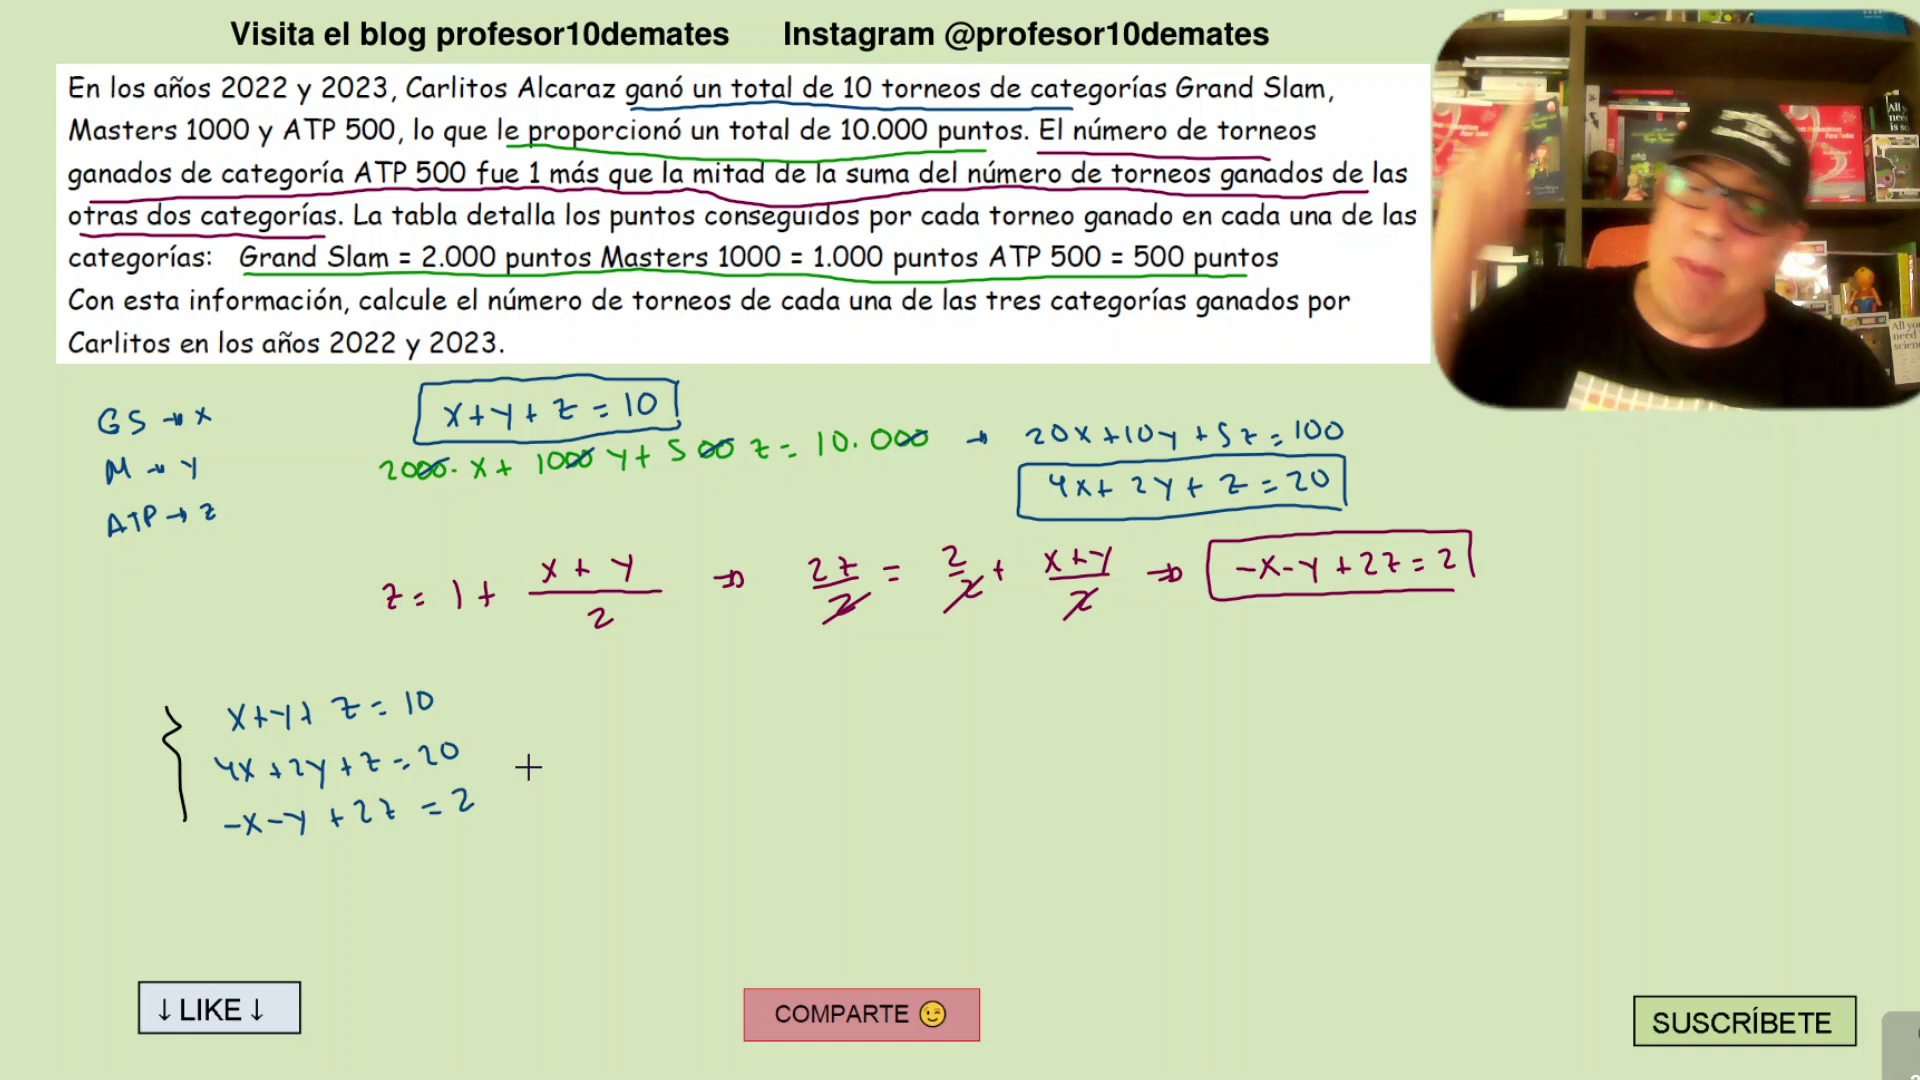 Visita el blog profesor10demates Instagram @profesor10demates
En los años 2022 y 2023, Carlitos Alcaraz ganó un total de 10 torneos de categorías Grand Slam,
Masters 1000 y ATP 500, lo que le proporcionó un total de 10.000 puntos. El número de torneos
ganados de categoría ATP 500 fue 1 más que la mitad de la suma del número de torneos ganados de las
otras dos categorías. La tabla detalla los puntos conseguidos por cada torneo ganado en cada una de las
categorías: Grand Slam = 2.000 puntos Masters 1000 = 1.000 puntos ATP 500 = 500 puntos
Con esta información, calcule el número de torneos de cada una de las tres categorías ganados por
Carlitos en los años 2022 y 2023.
GS → x
M → y
ATP → z
x+y+z=10
2000·x+1000y+500z=10.000 → 20x+10y+5z=100
4x+2y+z=20
z=1+\frac{x+y}{2} ⇒ \frac{2z}{2}=\frac{2}{2}+\frac{x+y}{2} ⇒ -x-y+2z=2
x+y+z=10
4x+2y+z=20
-x-y+2z=2
↓ LIKE ↓
COMPARTE 😉
SUSCRÍBETE